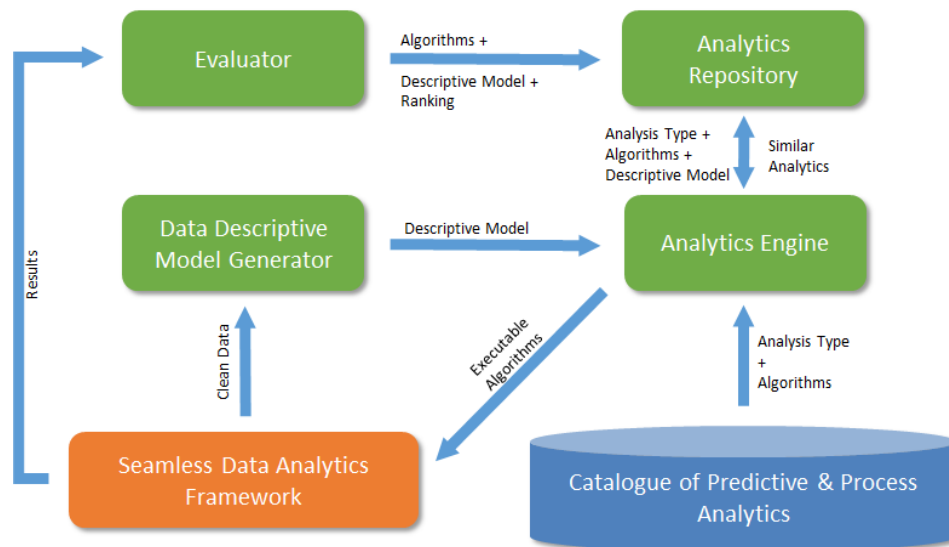 Evaluator
Algorithms +
Descriptive Model +
Ranking
Analytics
Repository
Analysis Type +
Algorithms +
Descriptive Model
Similar
Analytics
Data Descriptive
Model Generator
Descriptive Model
Analytics Engine
Results
Clean Data
Executable
Algorithms
Analysis Type
+
Algorithms
Seamless Data Analytics
Framework
Catalogue of Predictive & Process
Analytics